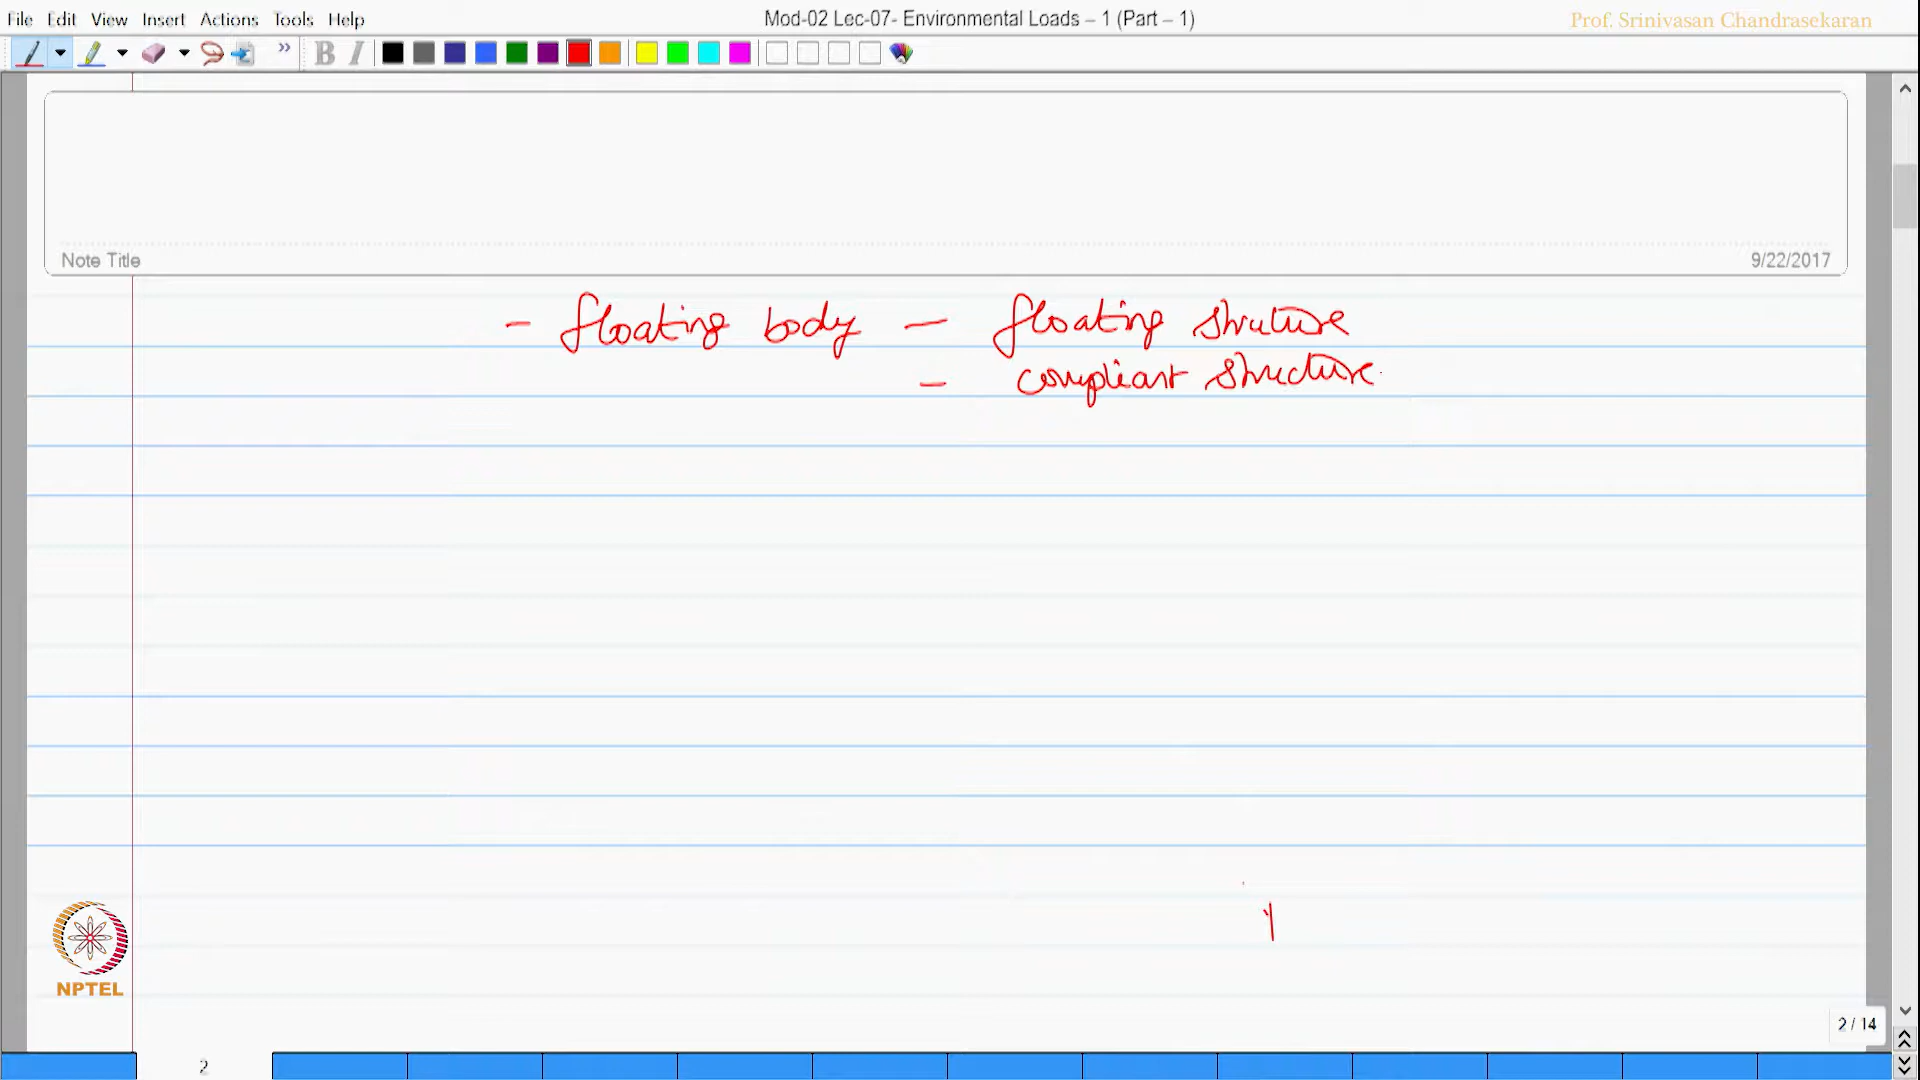 File Edit View Insert Actions Tools Help
Mod-02 Lec-07- Environmental Loads – 1 (Part – 1)
Prof. Srinivasan Chandrasekaran
B I
Note Title
9/22/2017
- floating body - floating structure
- compliant structure
NPTEL
2 / 14
2